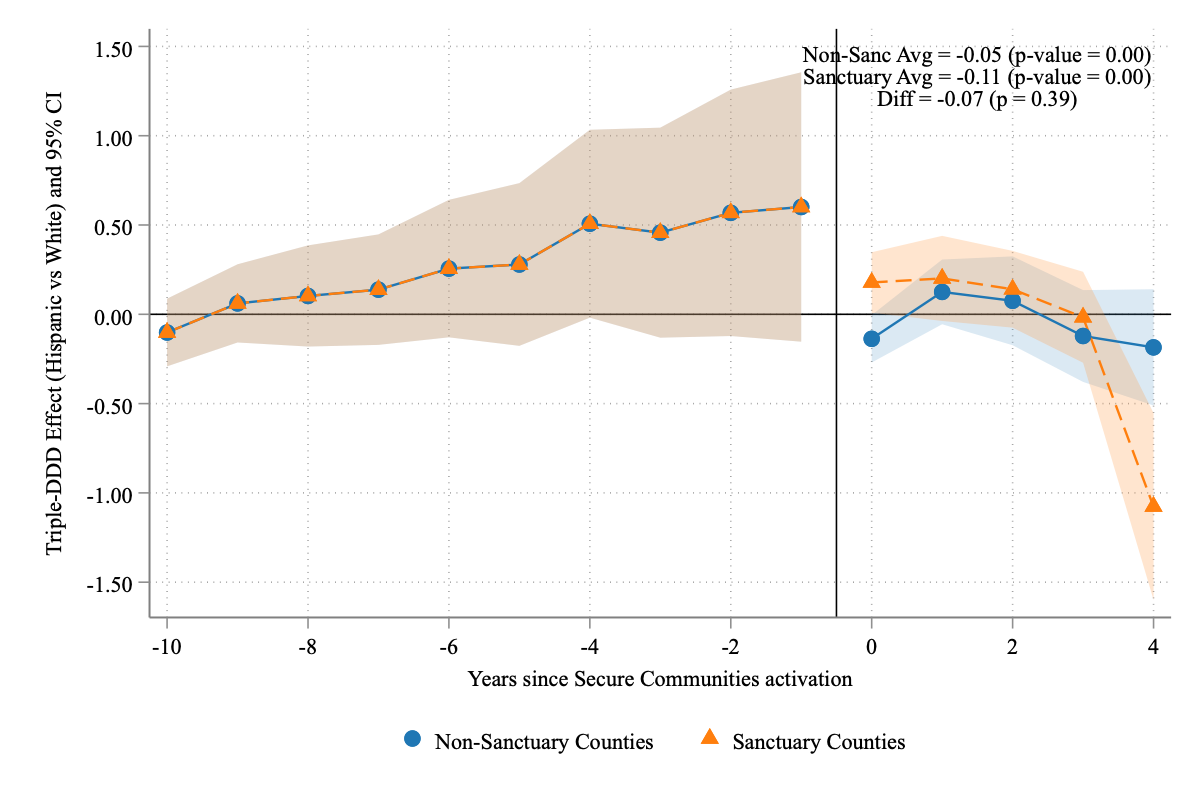 Non-Sanc Avg = -0.05 (p-value = 0.00)
Sanctuary Avg = -0.11 (p-value = 0.00)
Diff = -0.07 (p = 0.39)
Triple-DDD Effect (Hispanic vs White) and 95% CI
1.50
1.00
0.50
0.00
-0.50
-1.00
-1.50
-10 -8 -6 -4 -2 0 2 4
Years since Secure Communities activation
Non-Sanctuary Counties Sanctuary Counties